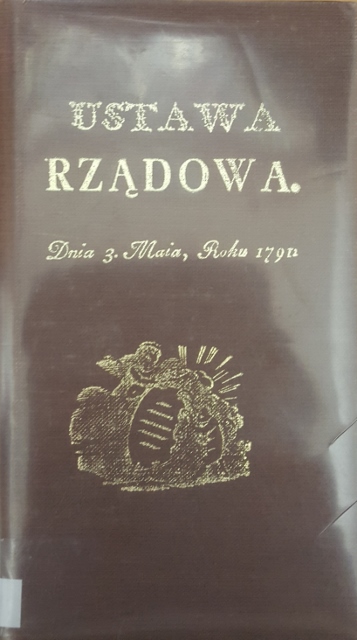 USTAWA
RZĄDOWA.
Dnia 3. Maia, Roku 1791